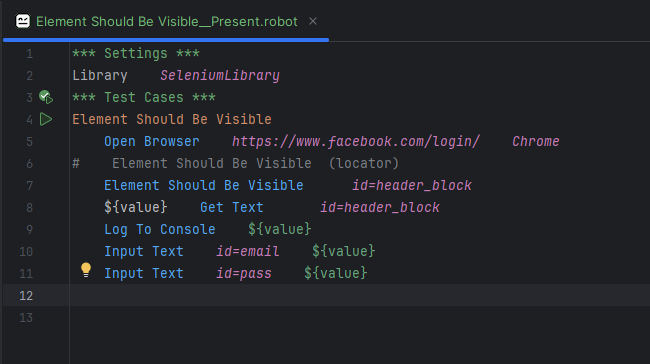 Element Should Be Visible__Present.robot
1 *** Settings ***
2 Library    SeleniumLibrary
3 *** Test Cases ***
4 Element Should Be Visible
5     Open Browser    https://www.facebook.com/login/    Chrome
6 #    Element Should Be Visible  (locator)
7     Element Should Be Visible      id=header_block
8     ${value}    Get Text       id=header_block
9     Log To Console    ${value}
10     Input Text    id=email    ${value}
11     Input Text    id=pass    ${value}
12
13